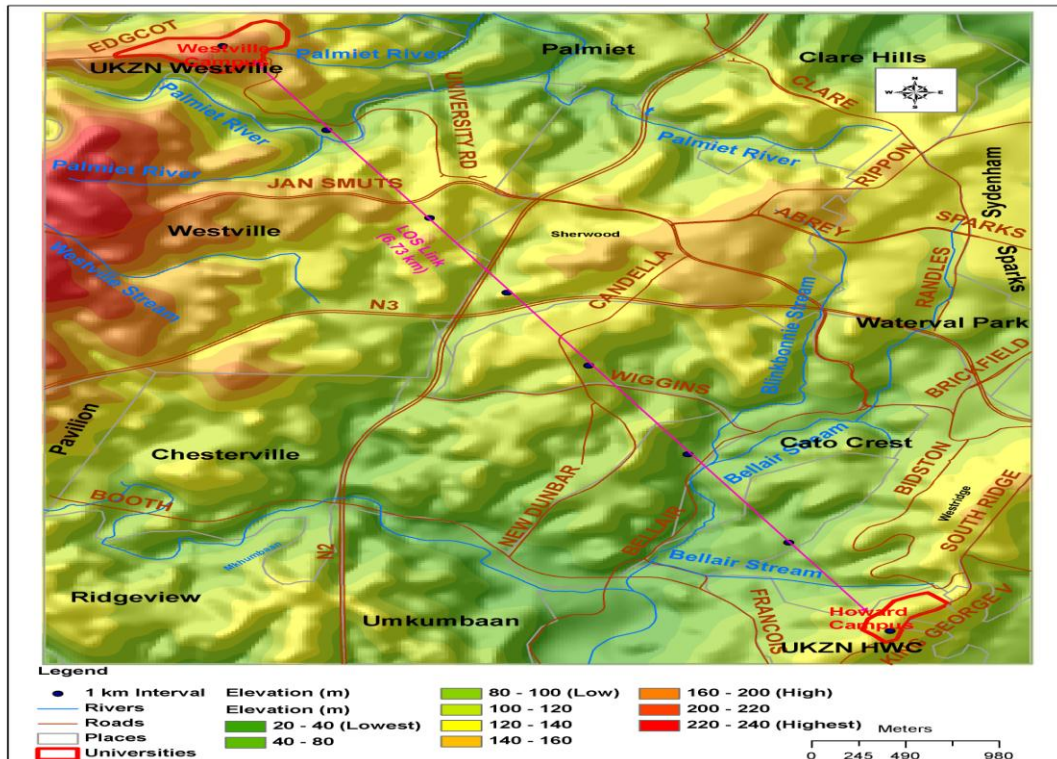 EDGCOT
Westville
Campus
UKZN Westville
Palmiet River
Palmiet
Clare Hills
CLARE
N
W
E
S
UNIVERSITY RD
Palmiet River
Palmiet River
Palmiet River
RIPPON
Sydenham
JAN SMUTS
ABREY
SPARKS
Westville
LOS Link
(6.73 km)
Sherwood
Sparks
Westville Stream
CANDELLA
RANDLES
N3
Blinkbonnie Stream
Waterval Park
WIGGINS
BRICKFIELD
Pavilion
Chesterville
Cato Crest
Bellair Stream
BIDSTON
BOOTH
NEW DUNBAR
BELLAIR
Westridge
SOUTH RIDGE
Mkhumbaan
N2
Bellair Stream
Ridgeview
Umkumbaan
FRANCOIS
Howard
Campus
UKZN HWC
KING GEORGE V
Legend
1 km Interval
Rivers
Roads
Places
Universities
Elevation (m)
Elevation (m)
20 - 40 (Lowest)
40 - 80
80 - 100 (Low)
100 - 120
120 - 140
140 - 160
160 - 200 (High)
200 - 220
220 - 240 (Highest)
Meters
0 245 490 980